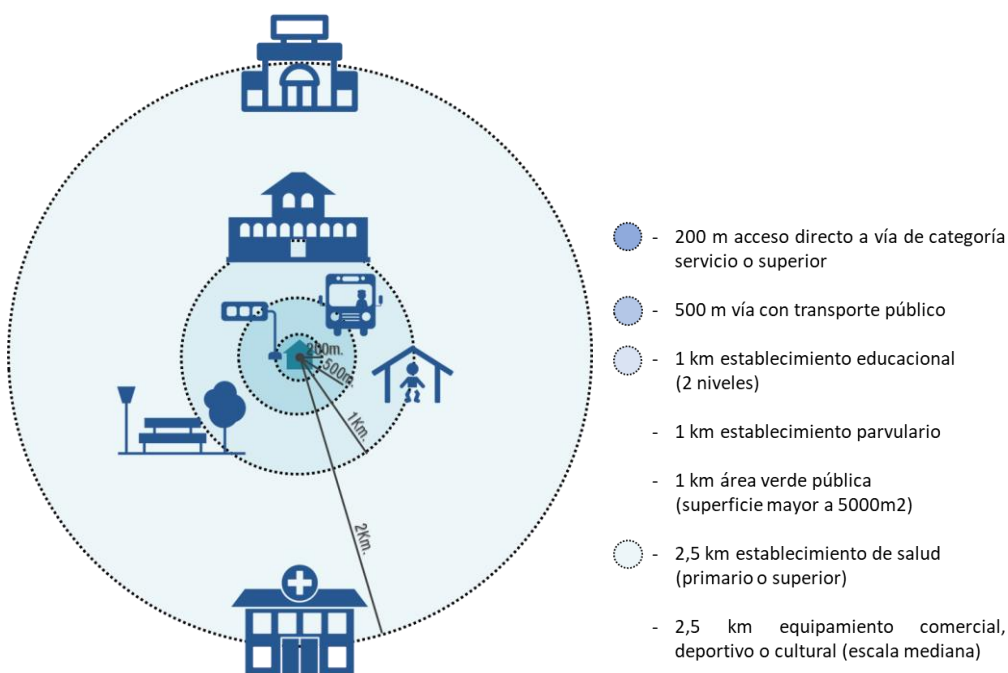 200m.
500m.
1Km.
2Km.
- 200 m acceso directo a vía de categoría
servicio o superior
- 500 m vía con transporte público
- 1 km establecimiento educacional
(2 niveles)
- 1 km establecimiento parvulario
- 1 km área verde pública
(superficie mayor a 5000m2)
- 2,5 km establecimiento de salud
(primario o superior)
- 2,5 km equipamiento comercial,
deportivo o cultural (escala mediana)